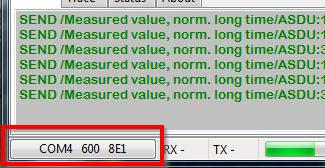 Trace Status About
SEND /Measured value, norm. long time/ASDU:1
SEND /Measured value, norm. long time/ASDU:1
SEND /Measured value, norm. long time/ASDU:1
SEND /Measured value, norm. long time/ASDU:3
SEND /Measured value, norm. long time/ASDU:1
SEND /Measured value, norm. long time/ASDU:3
COM4 600 8E1 RX - TX -